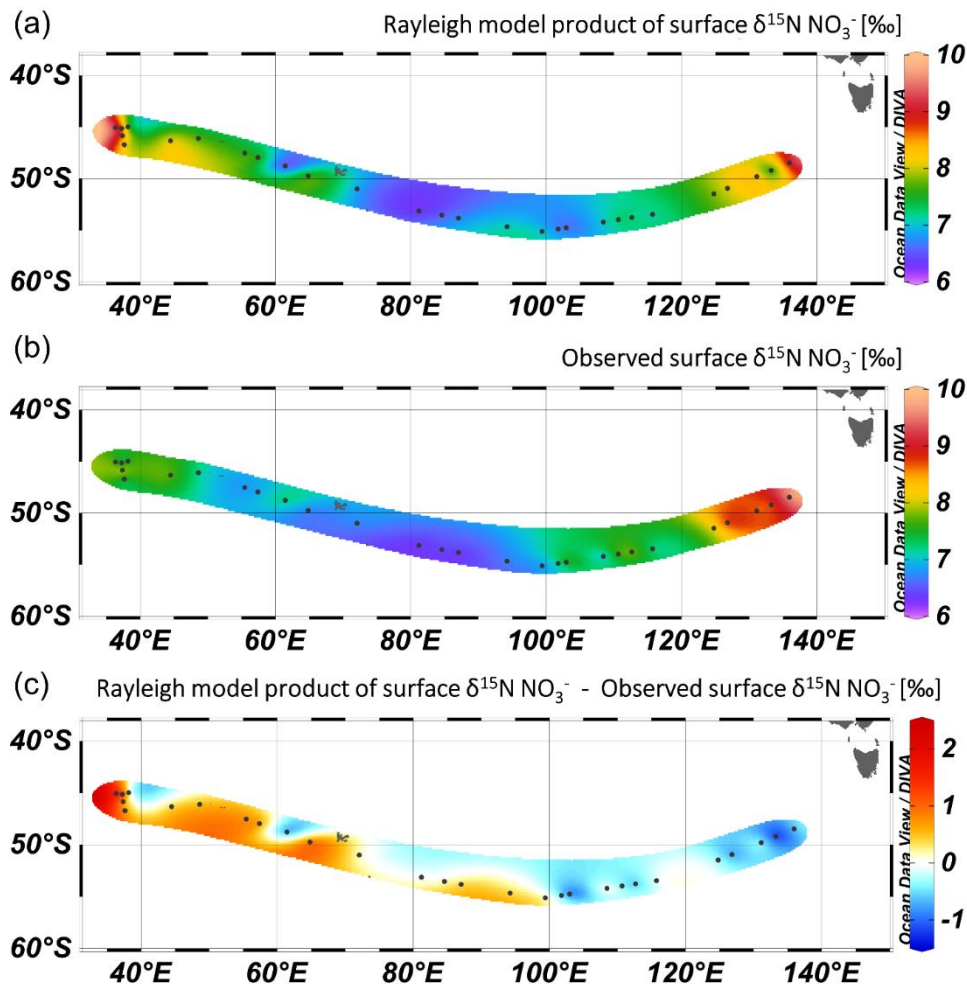 (a)
Rayleigh model product of surface δ¹⁵N NO₃⁻ [‰]
40°S
50°S
60°S
40°E 60°E 80°E 100°E 120°E 140°E
Ocean Data View / DIVA
10
9
8
7
6
(b)
Observed surface δ¹⁵N NO₃⁻ [‰]
40°S
50°S
60°S
40°E 60°E 80°E 100°E 120°E 140°E
Ocean Data View / DIVA
10
9
8
7
6
(c) Rayleigh model product of surface δ¹⁵N NO₃⁻ - Observed surface δ¹⁵N NO₃⁻ [‰]
40°S
50°S
60°S
40°E 60°E 80°E 100°E 120°E 140°E
Ocean Data View / DIVA
2
1
0
-1